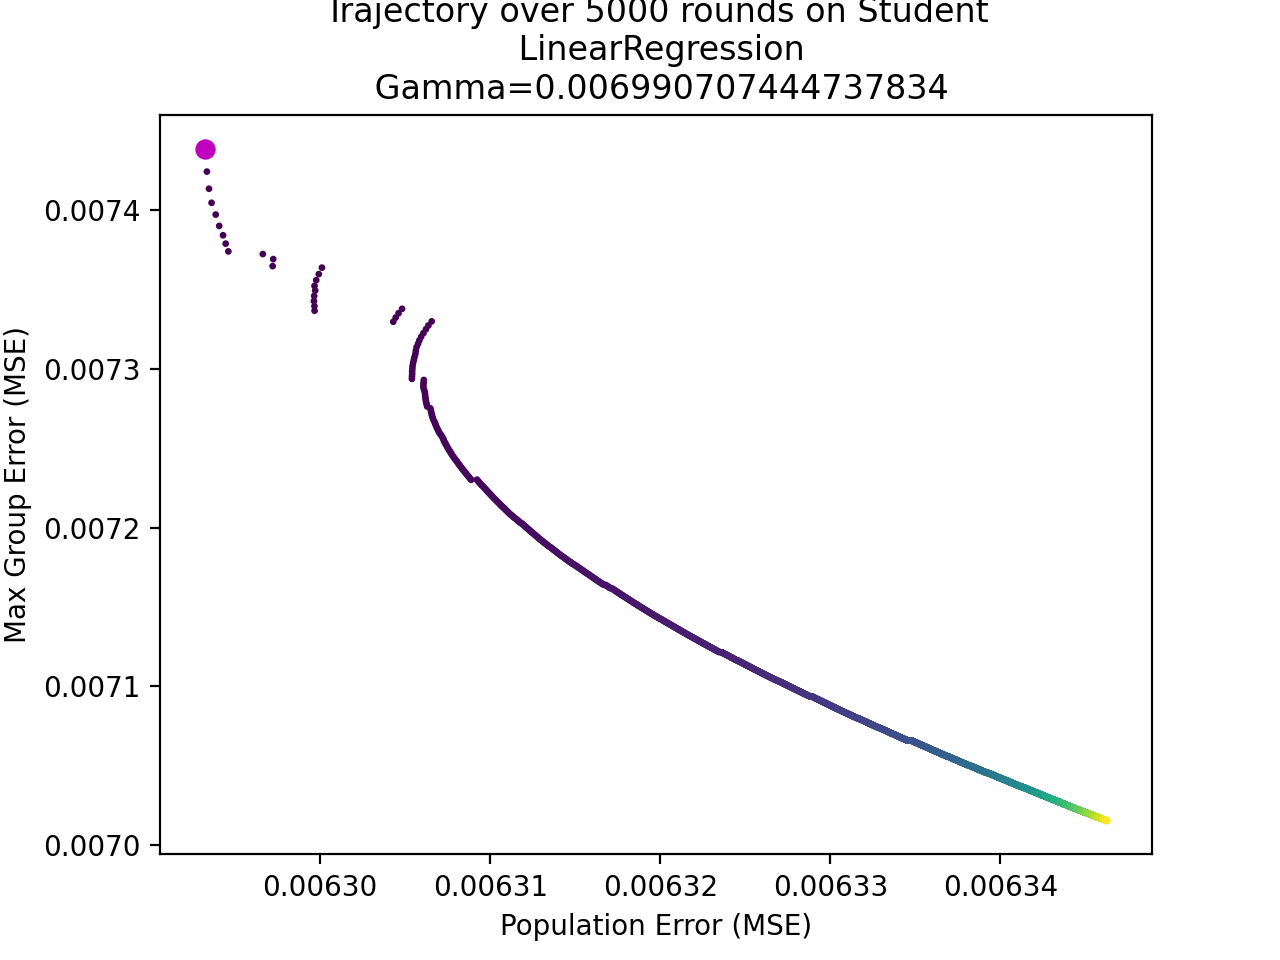 Trajectory over 5000 rounds on Student
LinearRegression
Gamma=0.006990707444737834
Max Group Error (MSE)
0.0074
0.0073
0.0072
0.0071
0.0070
0.00630 0.00631 0.00632 0.00633 0.00634
Population Error (MSE)